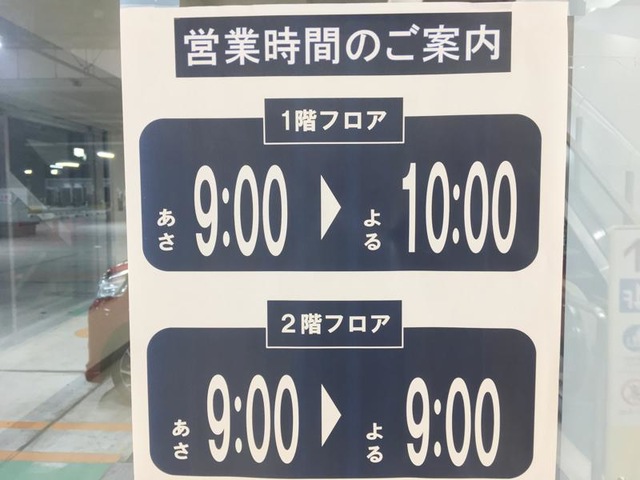 営業時間のご案内
1階フロア
あさ 9:00 ▶ よる 10:00
2階フロア
あさ 9:00 ▶ よる 9:00